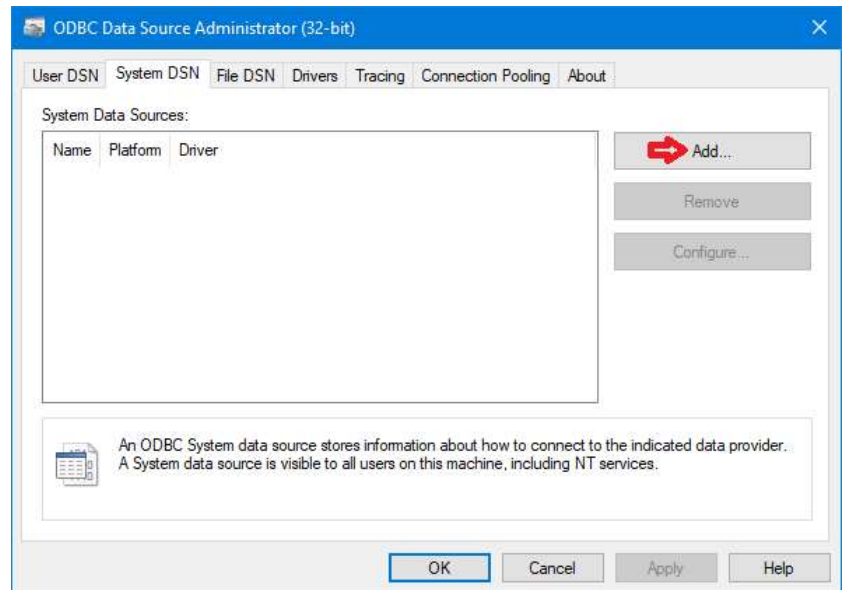 ODBC Data Source Administrator (32-bit)
User DSN System DSN File DSN Drivers Tracing Connection Pooling About
System Data Sources:
Name Platform Driver
Add...
Remove
Configure...
An ODBC System data source stores information about how to connect to the indicated data provider.
A System data source is visible to all users on this machine, including NT services.
OK Cancel Apply Help